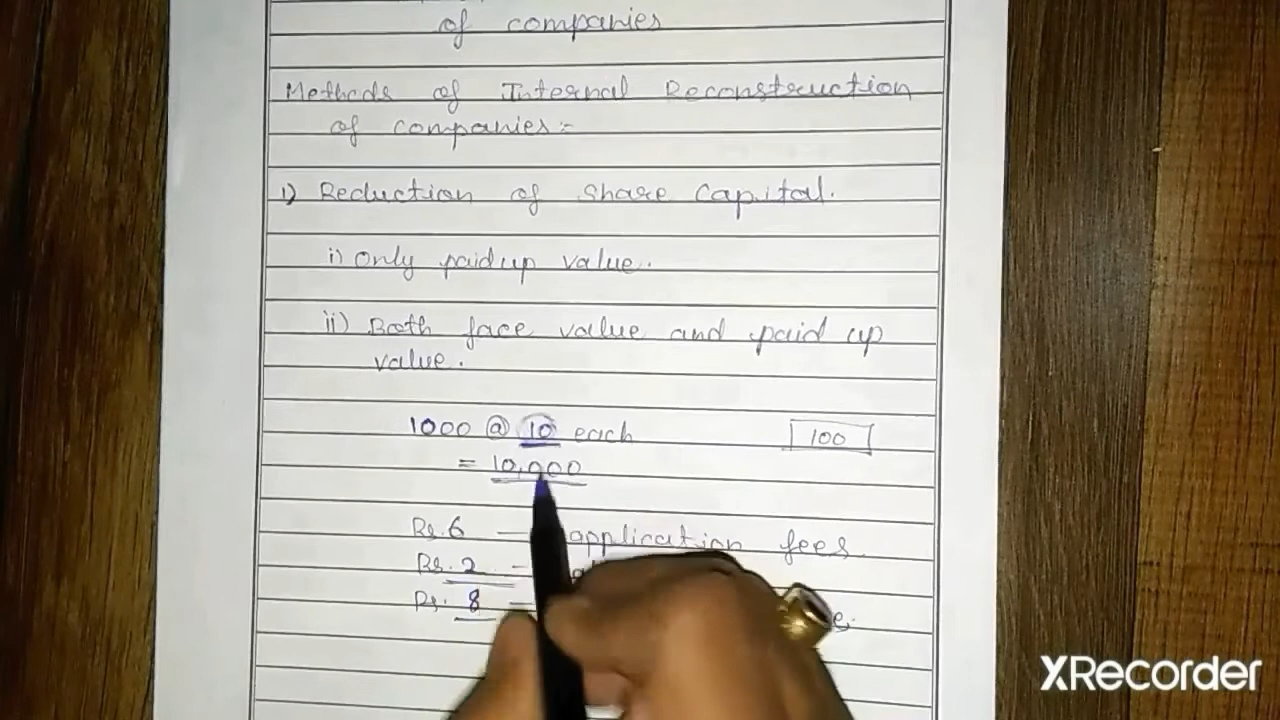 of companies
Methods of Internal Reconstruction
of companies:-
1) Reduction of share capital.
i) Only paid up value.
ii) Both face value and paid up
value.
1000 @ 10 each
100
= 10,000
Rs. 6 — application fees.
Rs. 2 -
Rs. 8 -
XRecorder